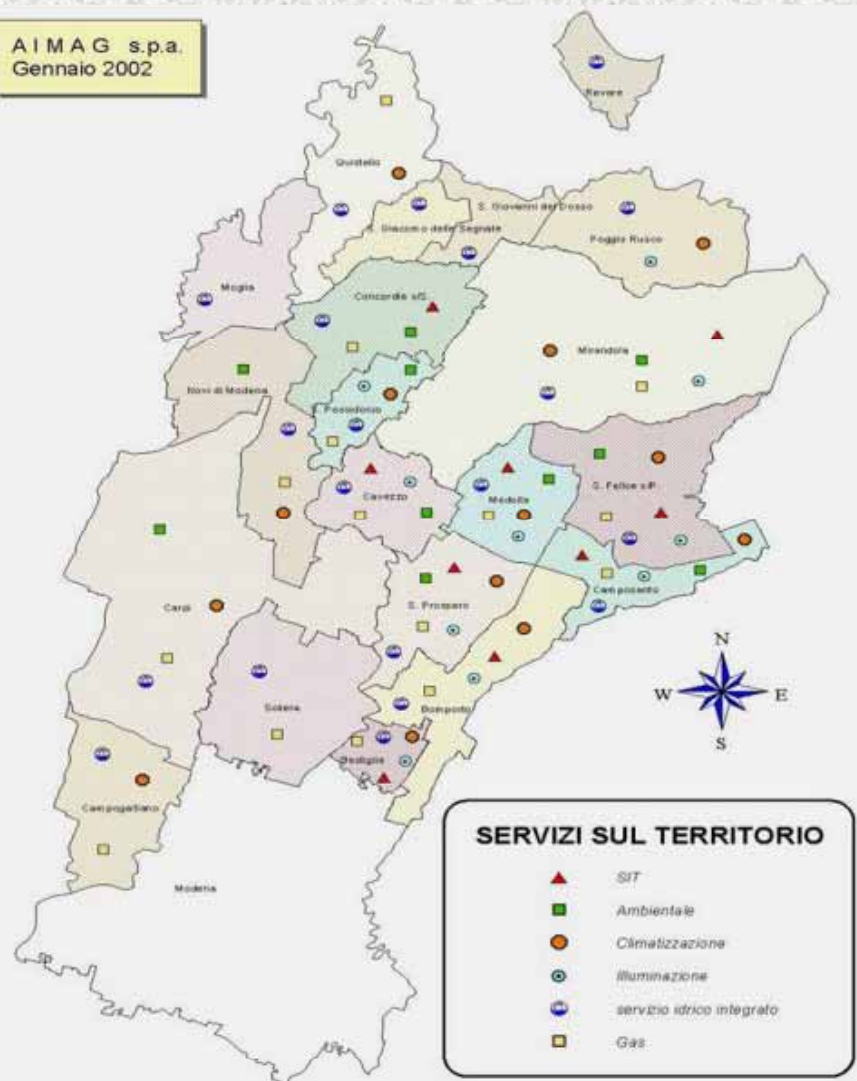 AIMAG s.p.a.
Gennaio 2002
Revere
Quistello
S. Giovanni del Dosso
S. Giacomo delle Segnate
Poggio Rusco
Moglia
Concordia s/S.
Mirandola
Novi di Modena
S. Possidonio
S. Felice s/P.
Cavezzo
Medolla
Camposanto
Carpi
S. Prospero
N
W E
S
Soliera
Bomporto
Bastiglia
Campogalliano
Modena
SERVIZI SUL TERRITORIO
SIT
Ambientale
Climatizzazione
Illuminazione
servizio idrico integrato
Gas